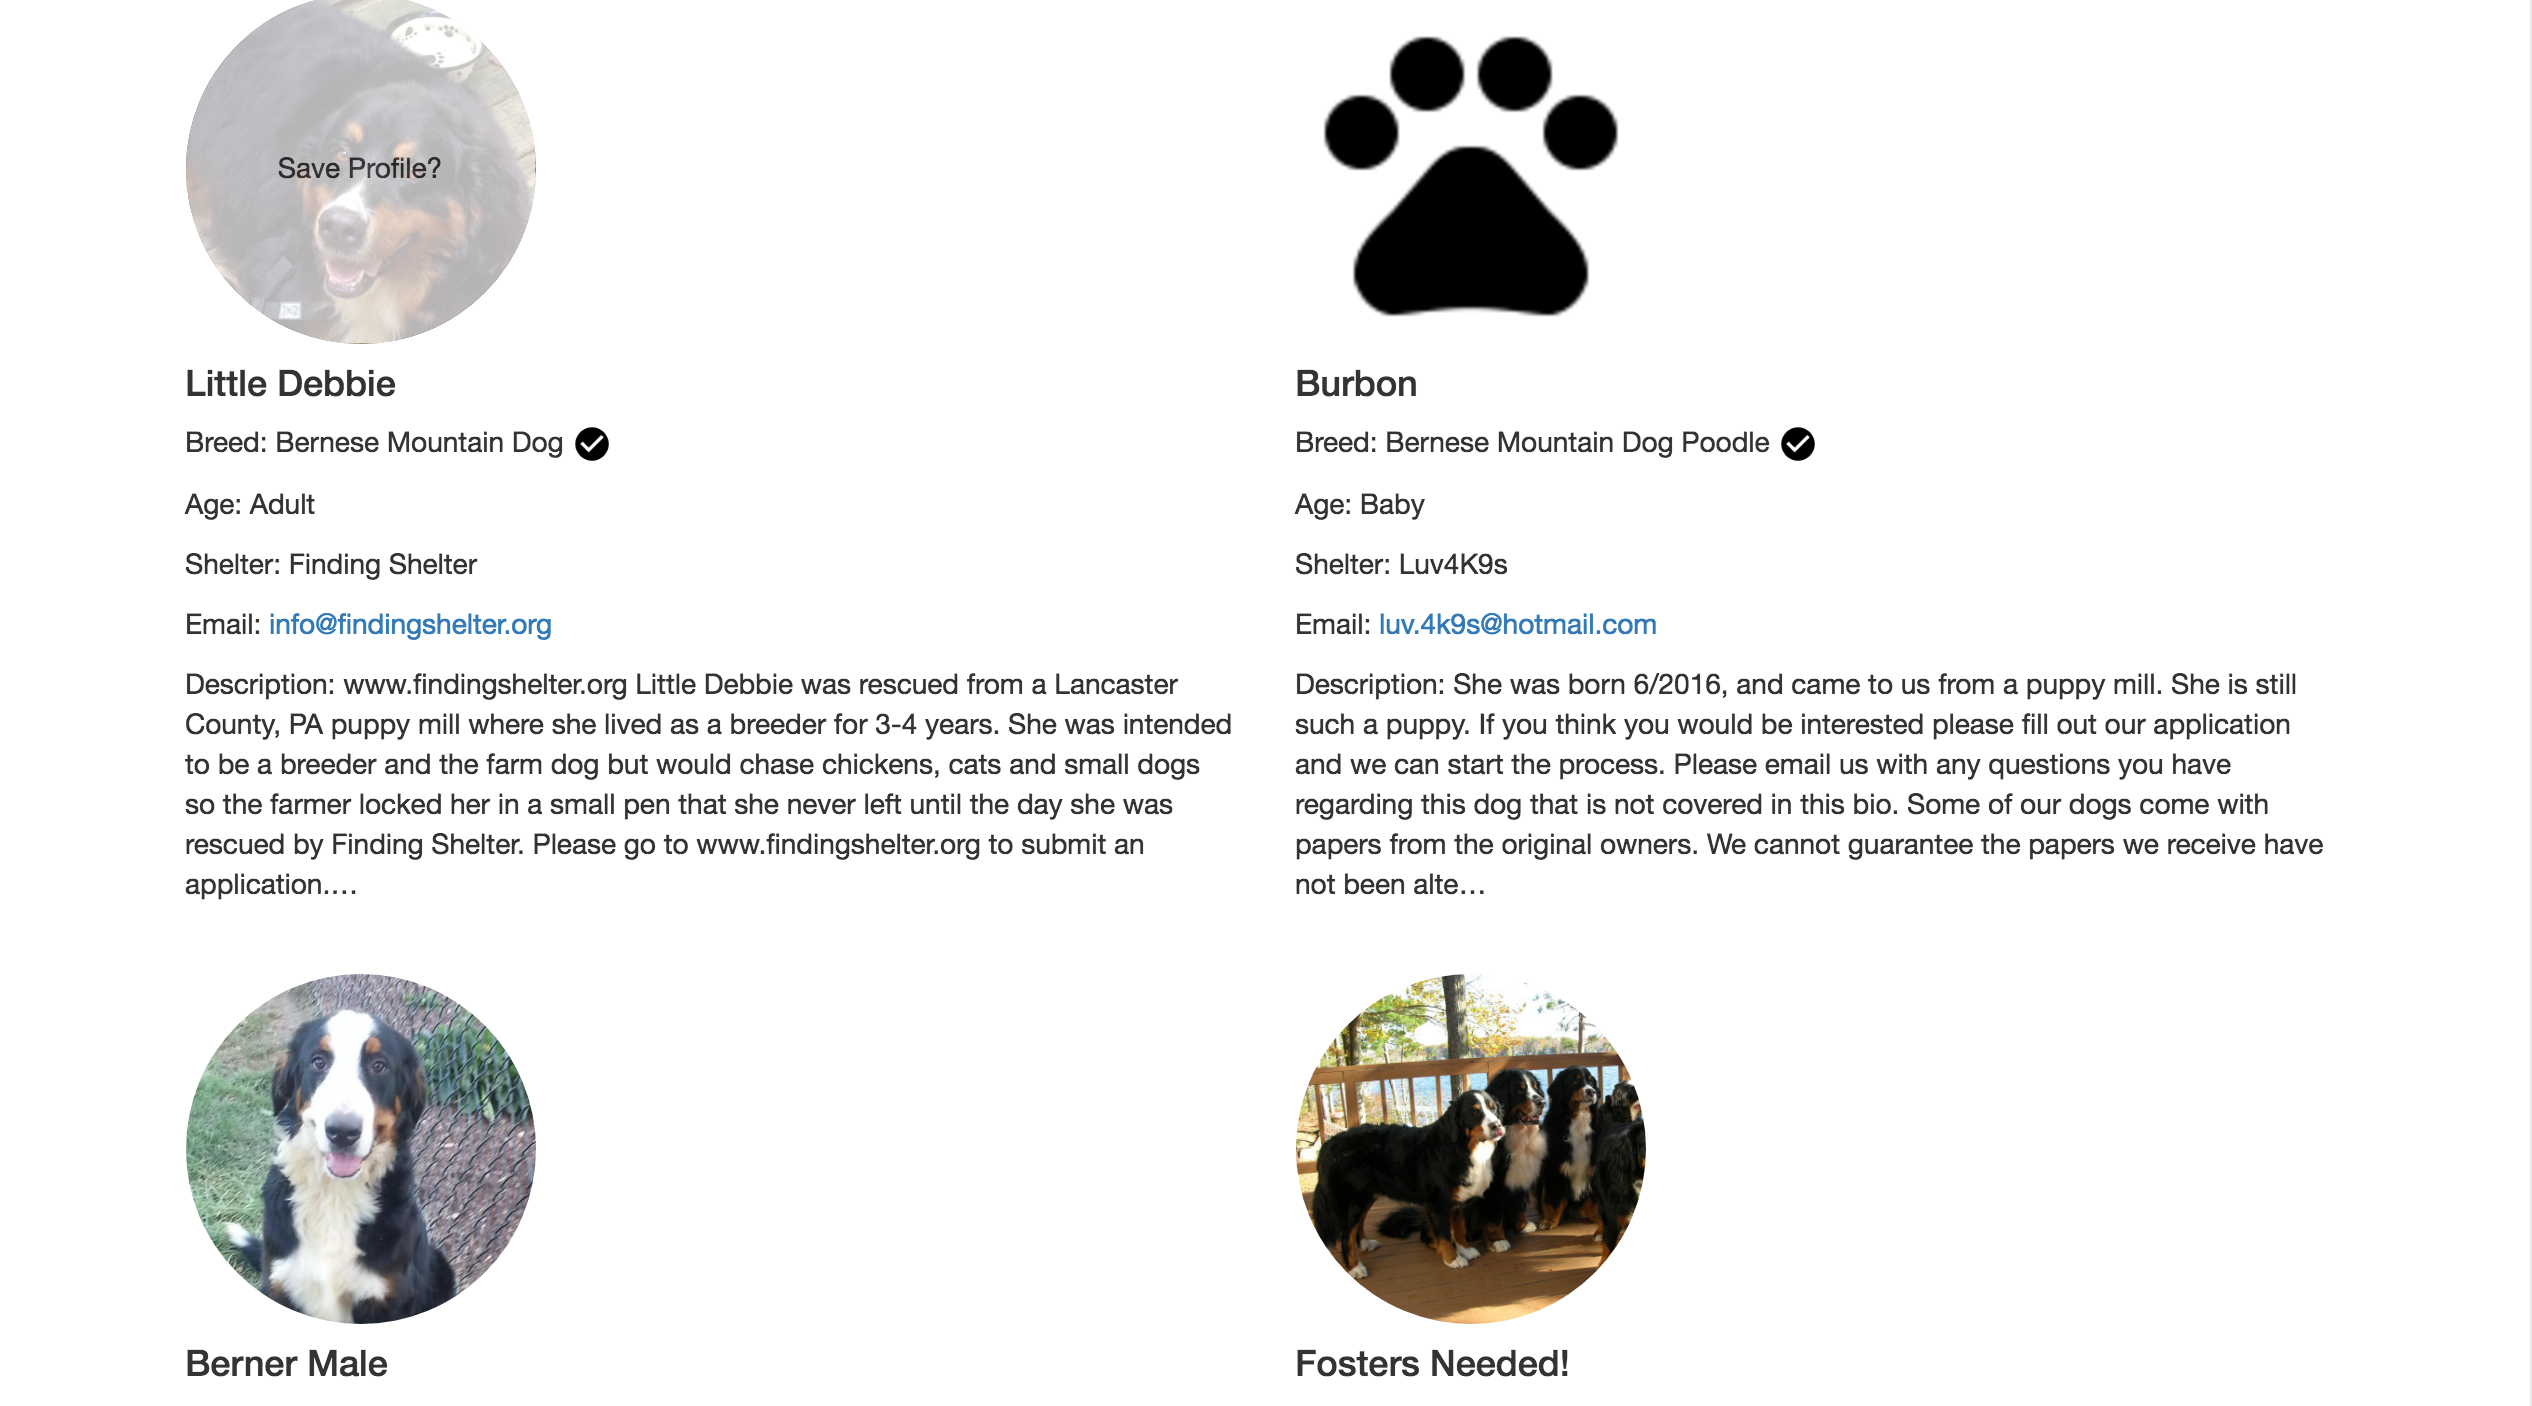 Save Profile?
Little Debbie
Breed: Bernese Mountain Dog
Age: Adult
Shelter: Finding Shelter
Email: info@findingshelter.org
Description: www.findingshelter.org Little Debbie was rescued from a Lancaster
County, PA puppy mill where she lived as a breeder for 3-4 years. She was intended
to be a breeder and the farm dog but would chase chickens, cats and small dogs
so the farmer locked her in a small pen that she never left until the day she was
rescued by Finding Shelter. Please go to www.findingshelter.org to submit an
application....
Burbon
Breed: Bernese Mountain Dog Poodle
Age: Baby
Shelter: Luv4K9s
Email: luv.4k9s@hotmail.com
Description: She was born 6/2016, and came to us from a puppy mill. She is still
such a puppy. If you think you would be interested please fill out our application
and we can start the process. Please email us with any questions you have
regarding this dog that is not covered in this bio. Some of our dogs come with
papers from the original owners. We cannot guarantee the papers we receive have
not been alte...
Berner Male
Fosters Needed!